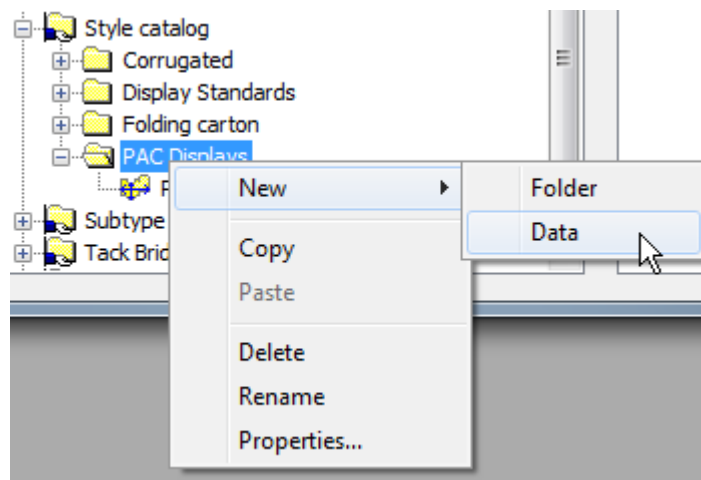 Style catalog
Corrugated
Display Standards
Folding carton
PAC Displays
Subtype
Tack Brid
New
Copy
Paste
Delete
Rename
Properties...
Folder
Data